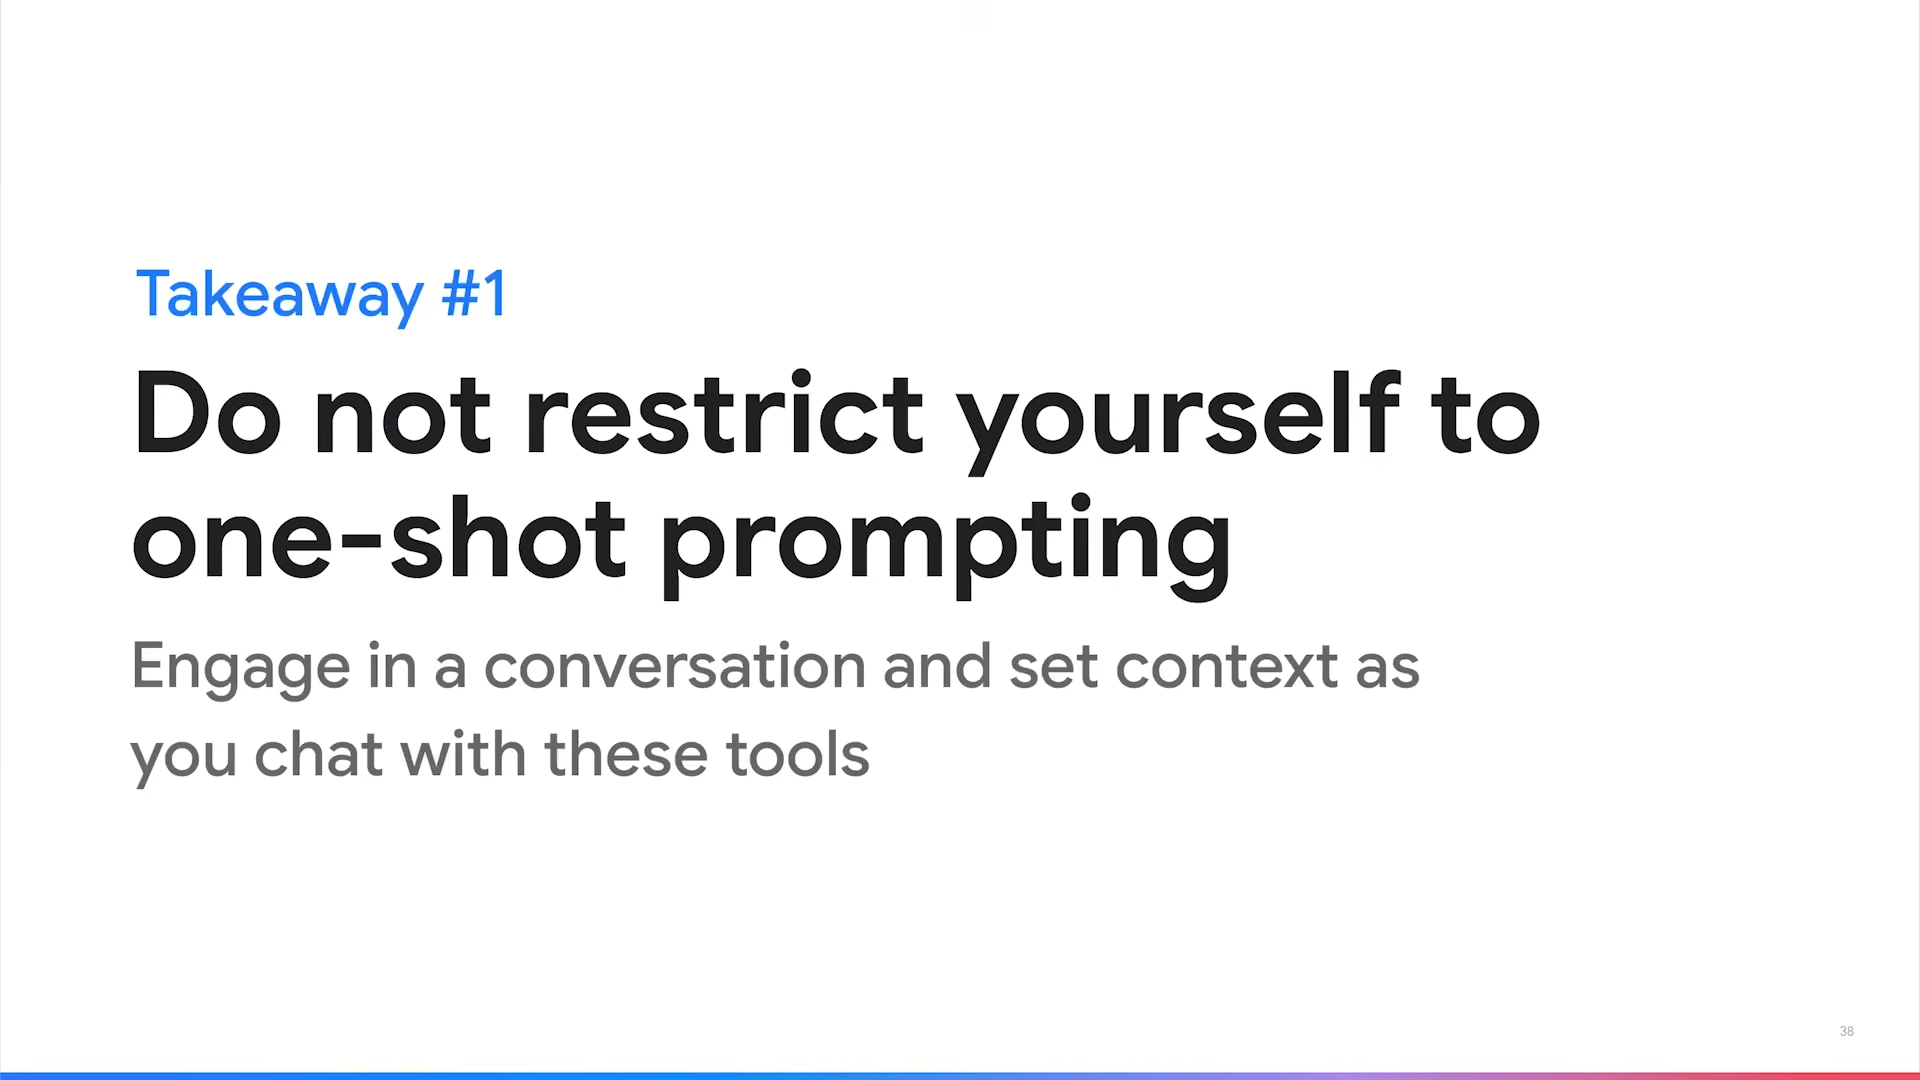 Takeaway #1
Do not restrict yourself to
one-shot prompting
Engage in a conversation and set context as
you chat with these tools
38